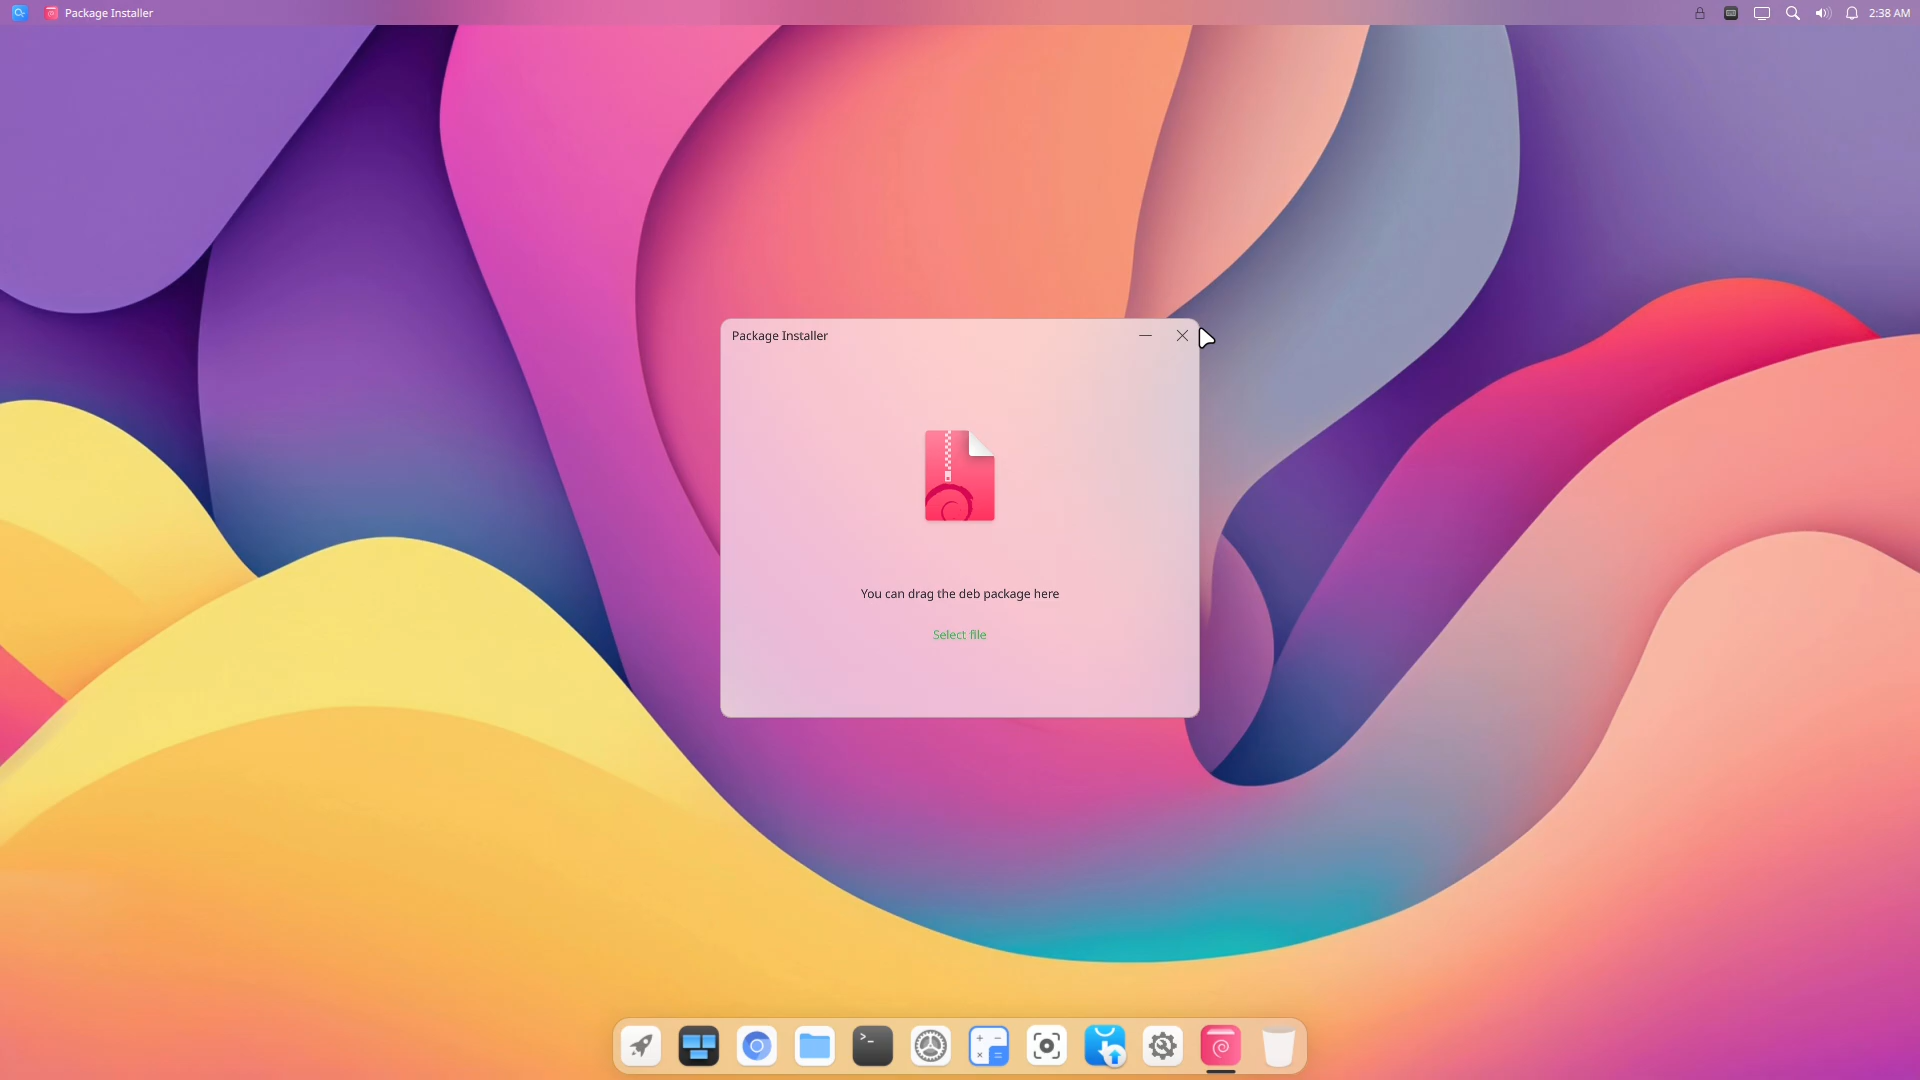 Package Installer
2:38 AM
Package Installer
You can drag the deb package here
Select file